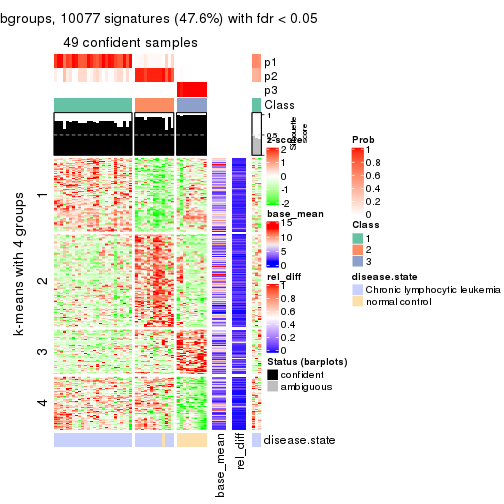 bgroups, 10077 signatures (47.6%) with fdr < 0.05
49 confident samples
p1
p2
p3
Class
1
0.5
Silhouette
score
k-means with 4 groups
1
2
3
4
z-score
2
1
0
-1
-2
base_mean
15
10
5
0
rel_diff
1
0.8
0.6
0.4
0.2
0
Status (barplots)
confident
ambiguous
Prob
1
0.8
0.6
0.4
0.2
0
Class
1
2
3
disease.state
Chronic lymphocytic leukemia
normal control
disease.state
base_mean
rel_diff